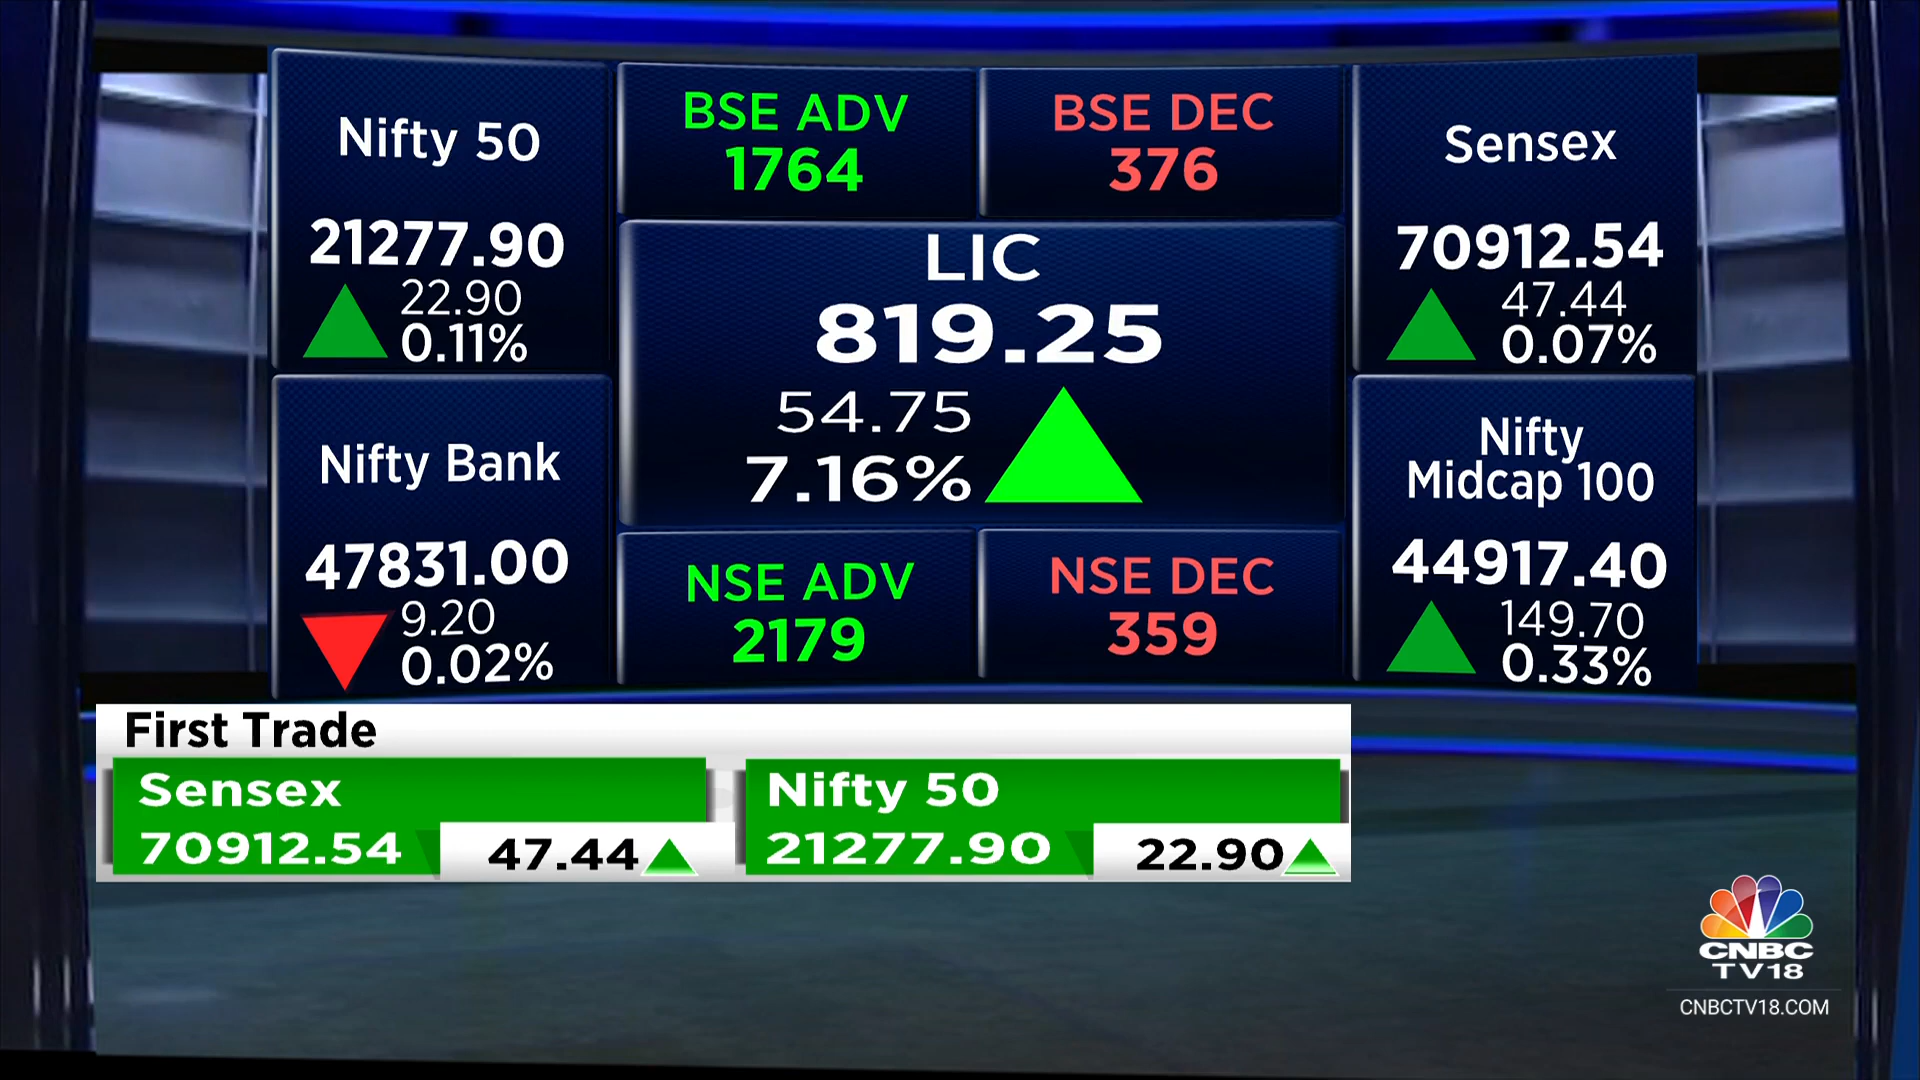 Nifty 50
21277.90
22.90
0.11%
BSE ADV
1764
BSE DEC
376
Sensex
70912.54
47.44
0.07%
LIC
819.25
54.75
7.16%
Nifty Bank
47831.00
9.20
0.02%
NSE ADV
2179
NSE DEC
359
Nifty
Midcap 100
44917.40
149.70
0.33%
First Trade
Sensex
70912.54
47.44
Nifty 50
21277.90
22.90
CNBC
TV18
CNBCTV18.COM